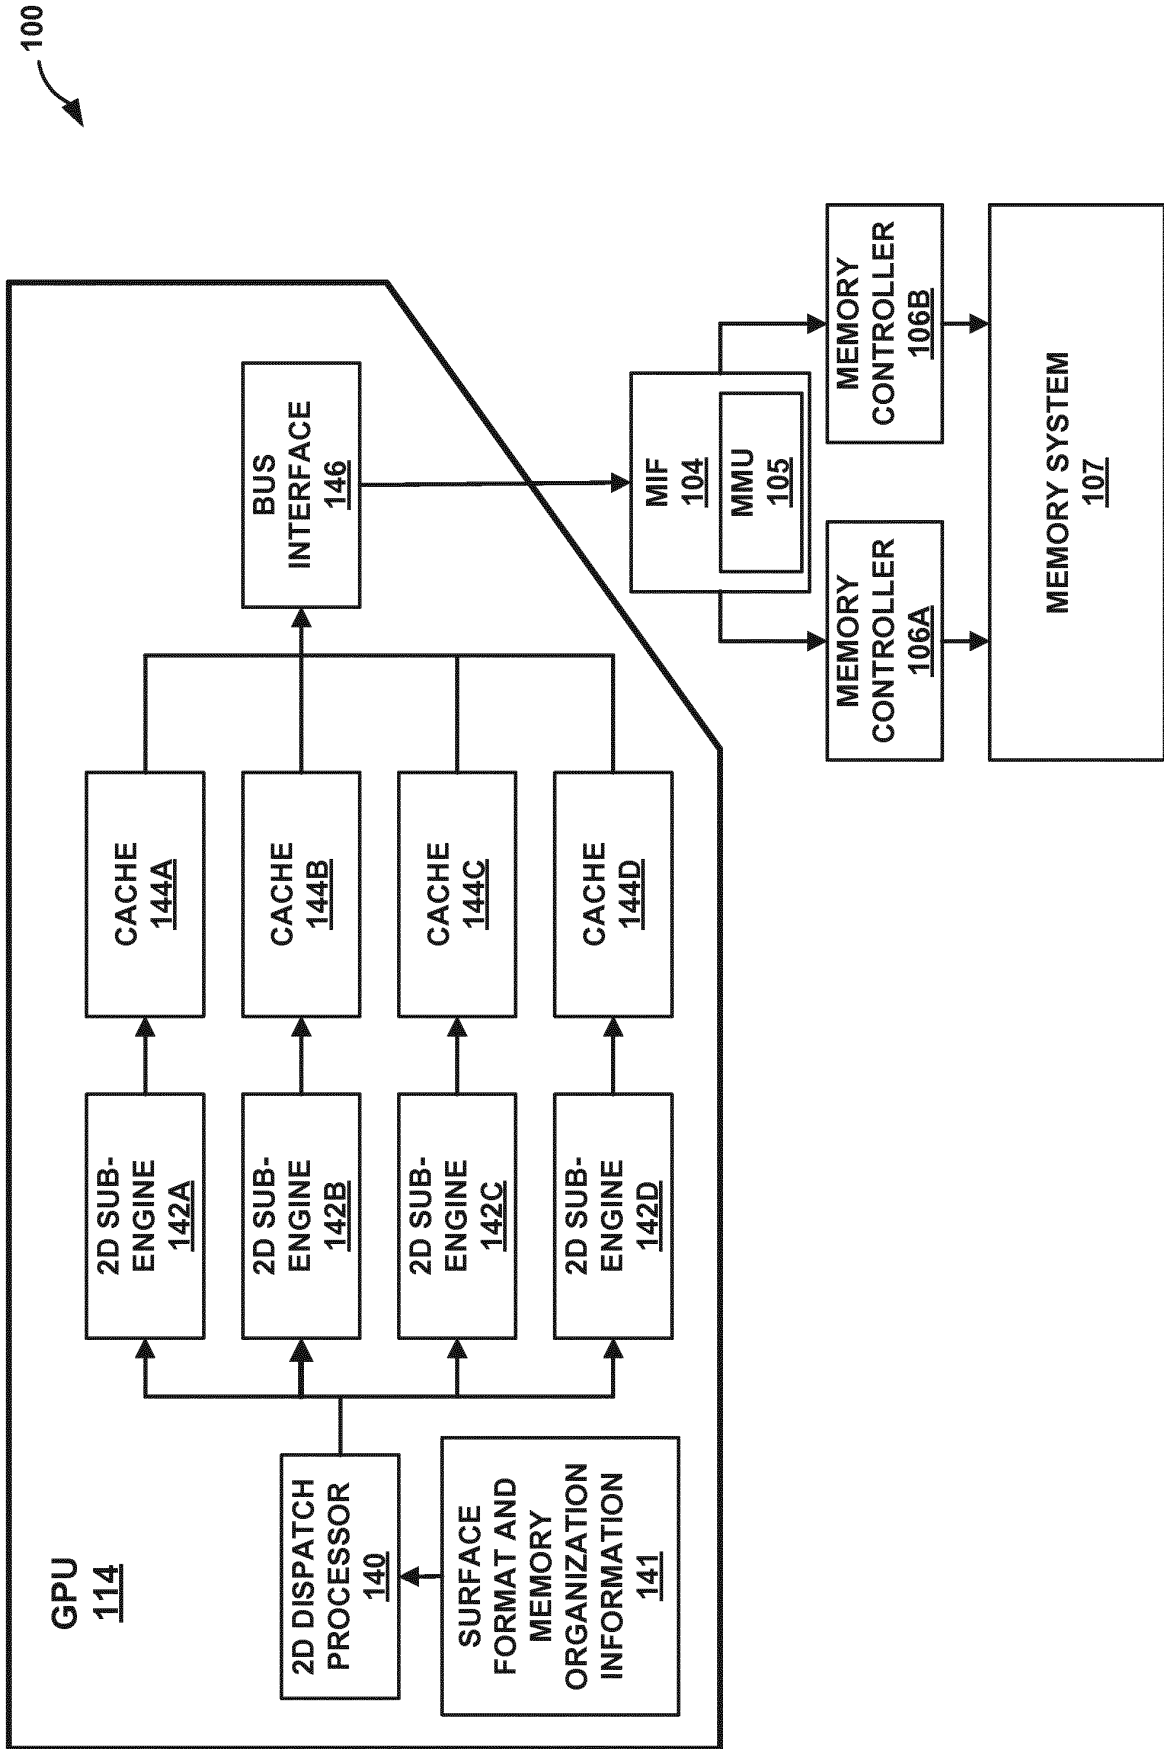 100
GPU
114
2D DISPATCH
PROCESSOR
140
SURFACE
FORMAT AND
MEMORY
ORGANIZATION
INFORMATION
141
2D SUB-
ENGINE
142A
2D SUB-
ENGINE
142B
2D SUB-
ENGINE
142C
2D SUB-
ENGINE
142D
CACHE
144A
CACHE
144B
CACHE
144C
CACHE
144D
BUS
INTERFACE
146
MIF
104
MMU
105
MEMORY
CONTROLLER
106A
MEMORY
CONTROLLER
106B
MEMORY SYSTEM
107